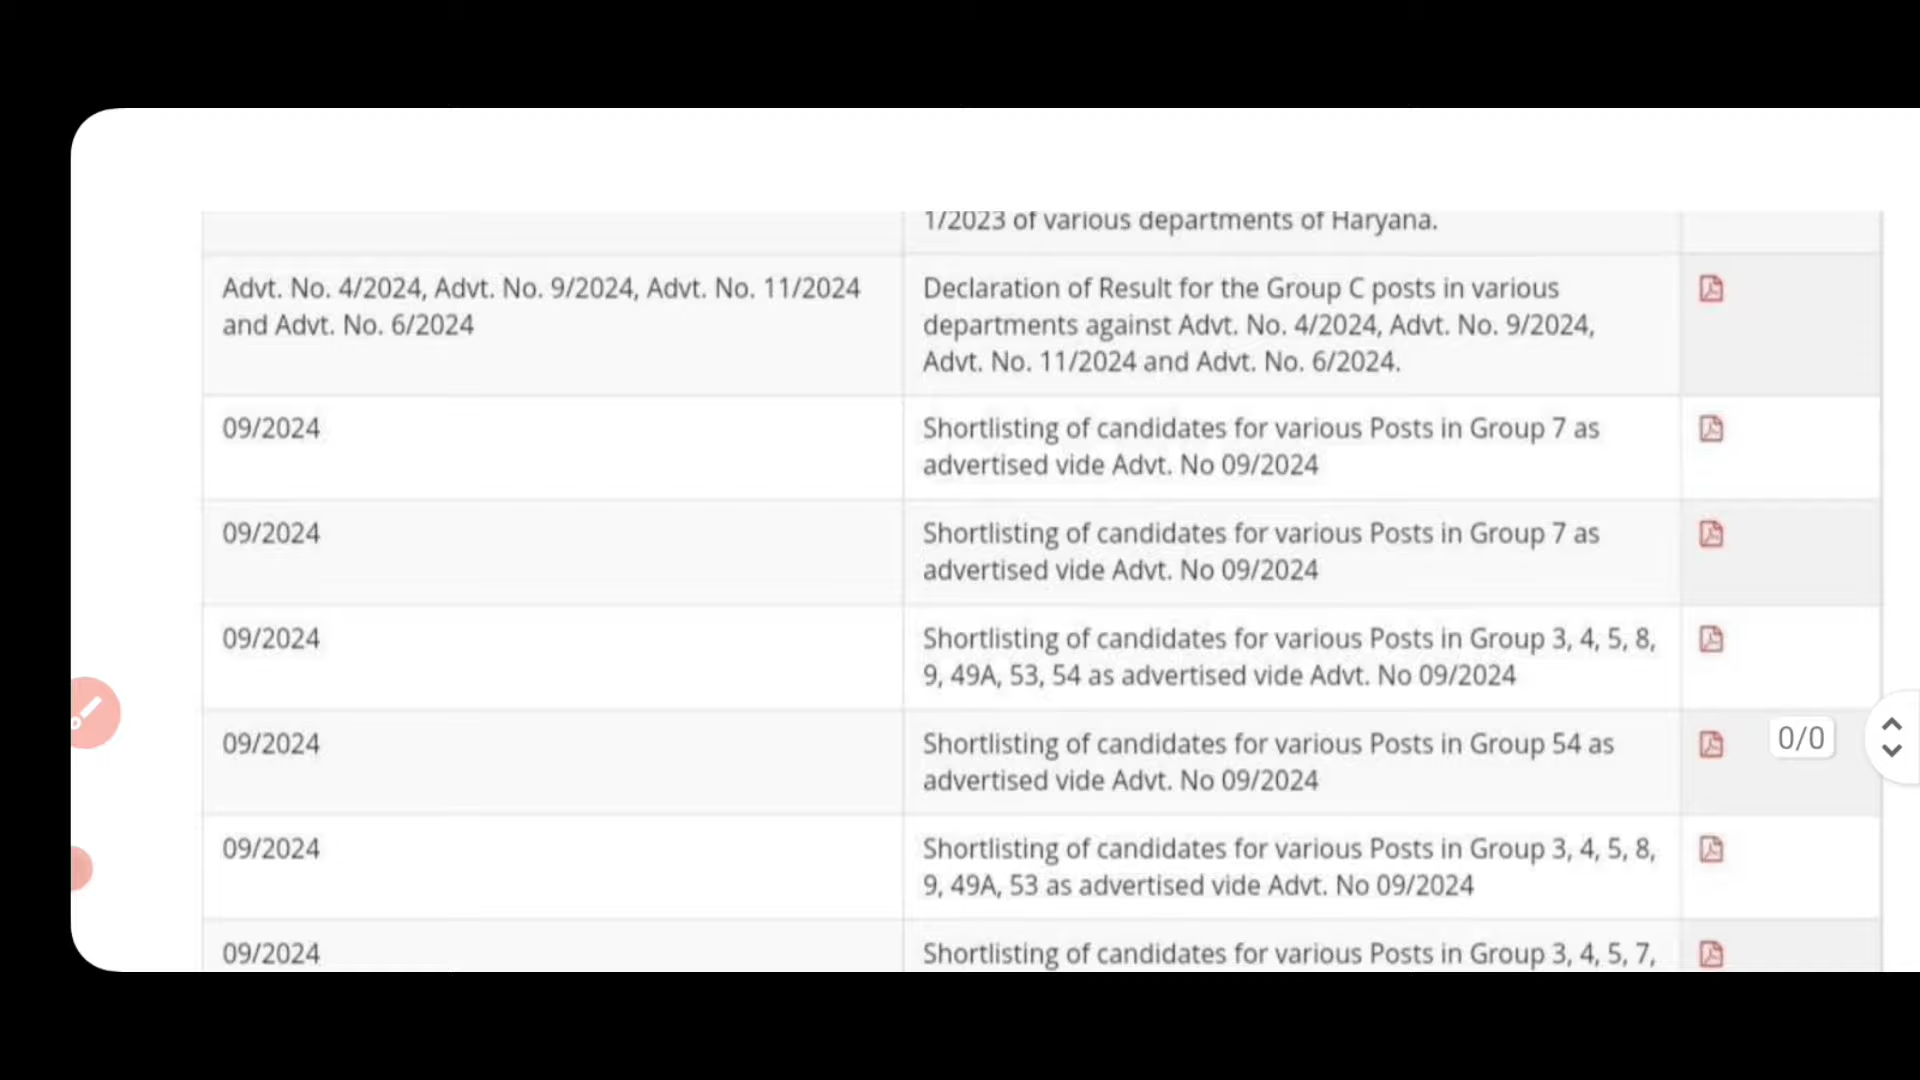 1/2023 of various departments of Haryana.
Advt. No. 4/2024, Advt. No. 9/2024, Advt. No. 11/2024
and Advt. No. 6/2024
Declaration of Result for the Group C posts in various
departments against Advt. No. 4/2024, Advt. No. 9/2024,
Advt. No. 11/2024 and Advt. No. 6/2024.
09/2024
Shortlisting of candidates for various Posts in Group 7 as
advertised vide Advt. No 09/2024
09/2024
Shortlisting of candidates for various Posts in Group 7 as
advertised vide Advt. No 09/2024
09/2024
Shortlisting of candidates for various Posts in Group 3, 4, 5, 8,
9, 49A, 53, 54 as advertised vide Advt. No 09/2024
09/2024
Shortlisting of candidates for various Posts in Group 54 as
advertised vide Advt. No 09/2024
0/0
09/2024
Shortlisting of candidates for various Posts in Group 3, 4, 5, 8,
9, 49A, 53 as advertised vide Advt. No 09/2024
09/2024
Shortlisting of candidates for various Posts in Group 3, 4, 5, 7,